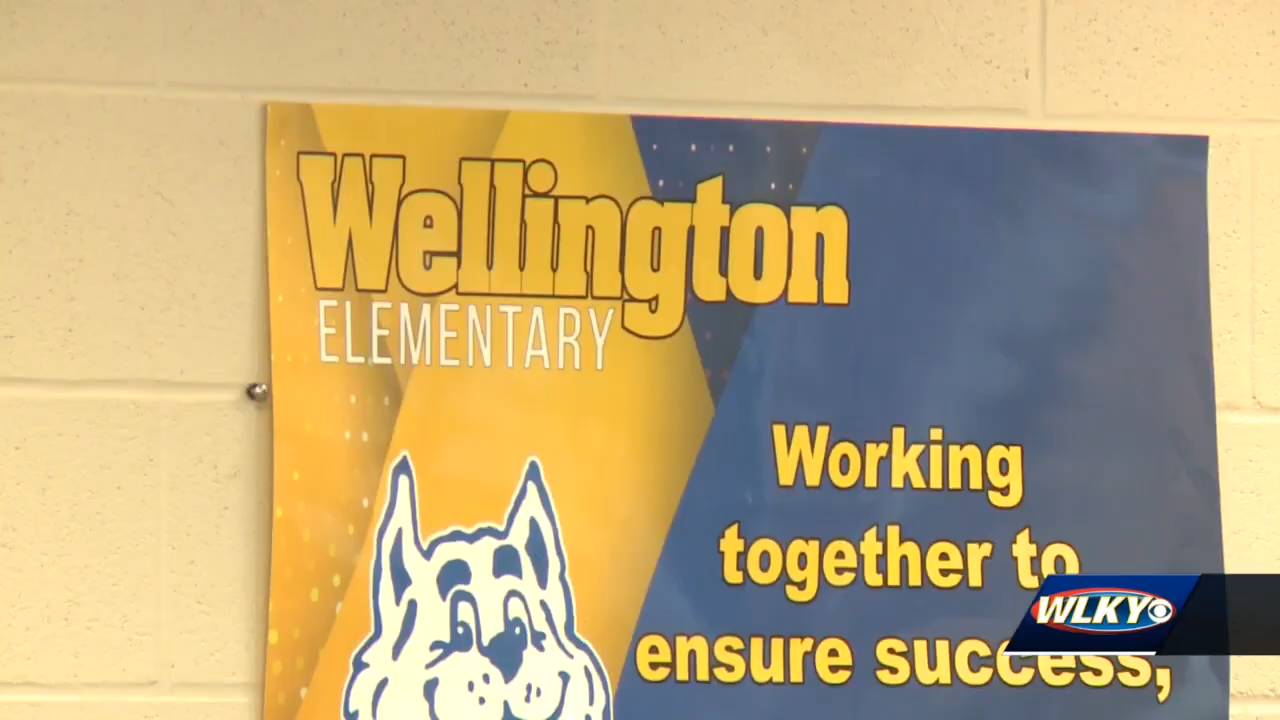 Wellington
ELEMENTARY
Working
together to
ensure success,
WLKY